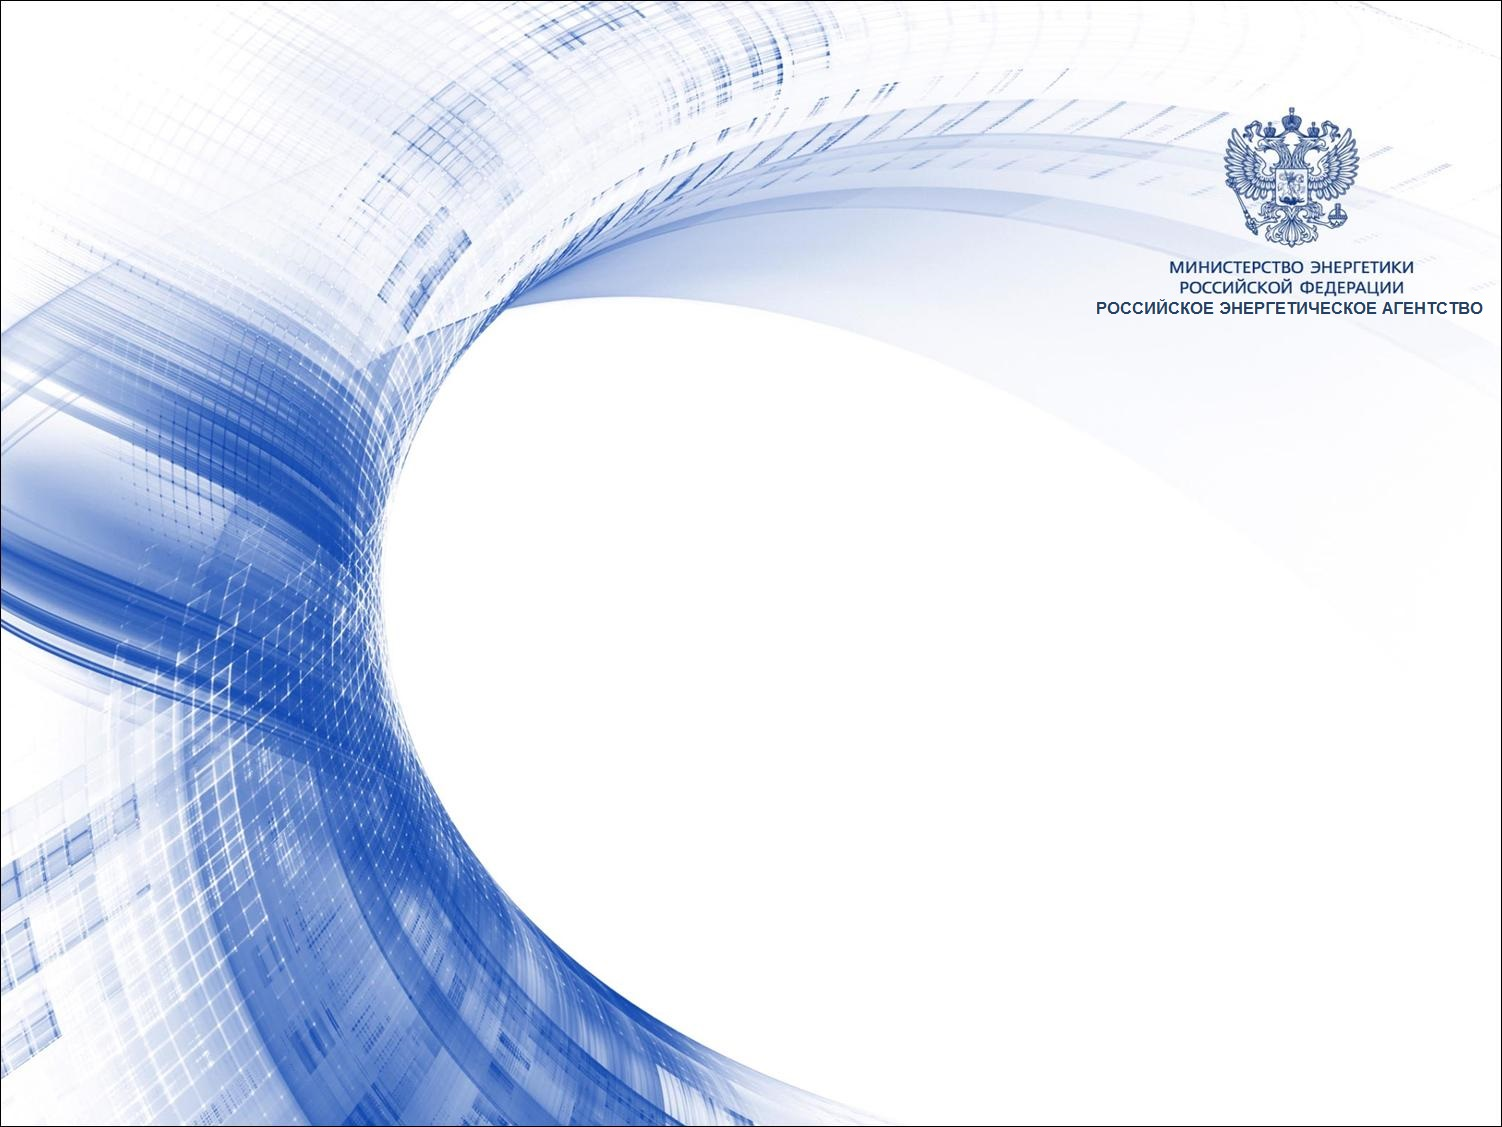 МИНИСТЕРСТВО ЭНЕРГЕТИКИ
РОССИЙСКОЙ ФЕДЕРАЦИИ
РОССИЙСКОЕ ЭНЕРГЕТИЧЕСКОЕ АГЕНТСТВО